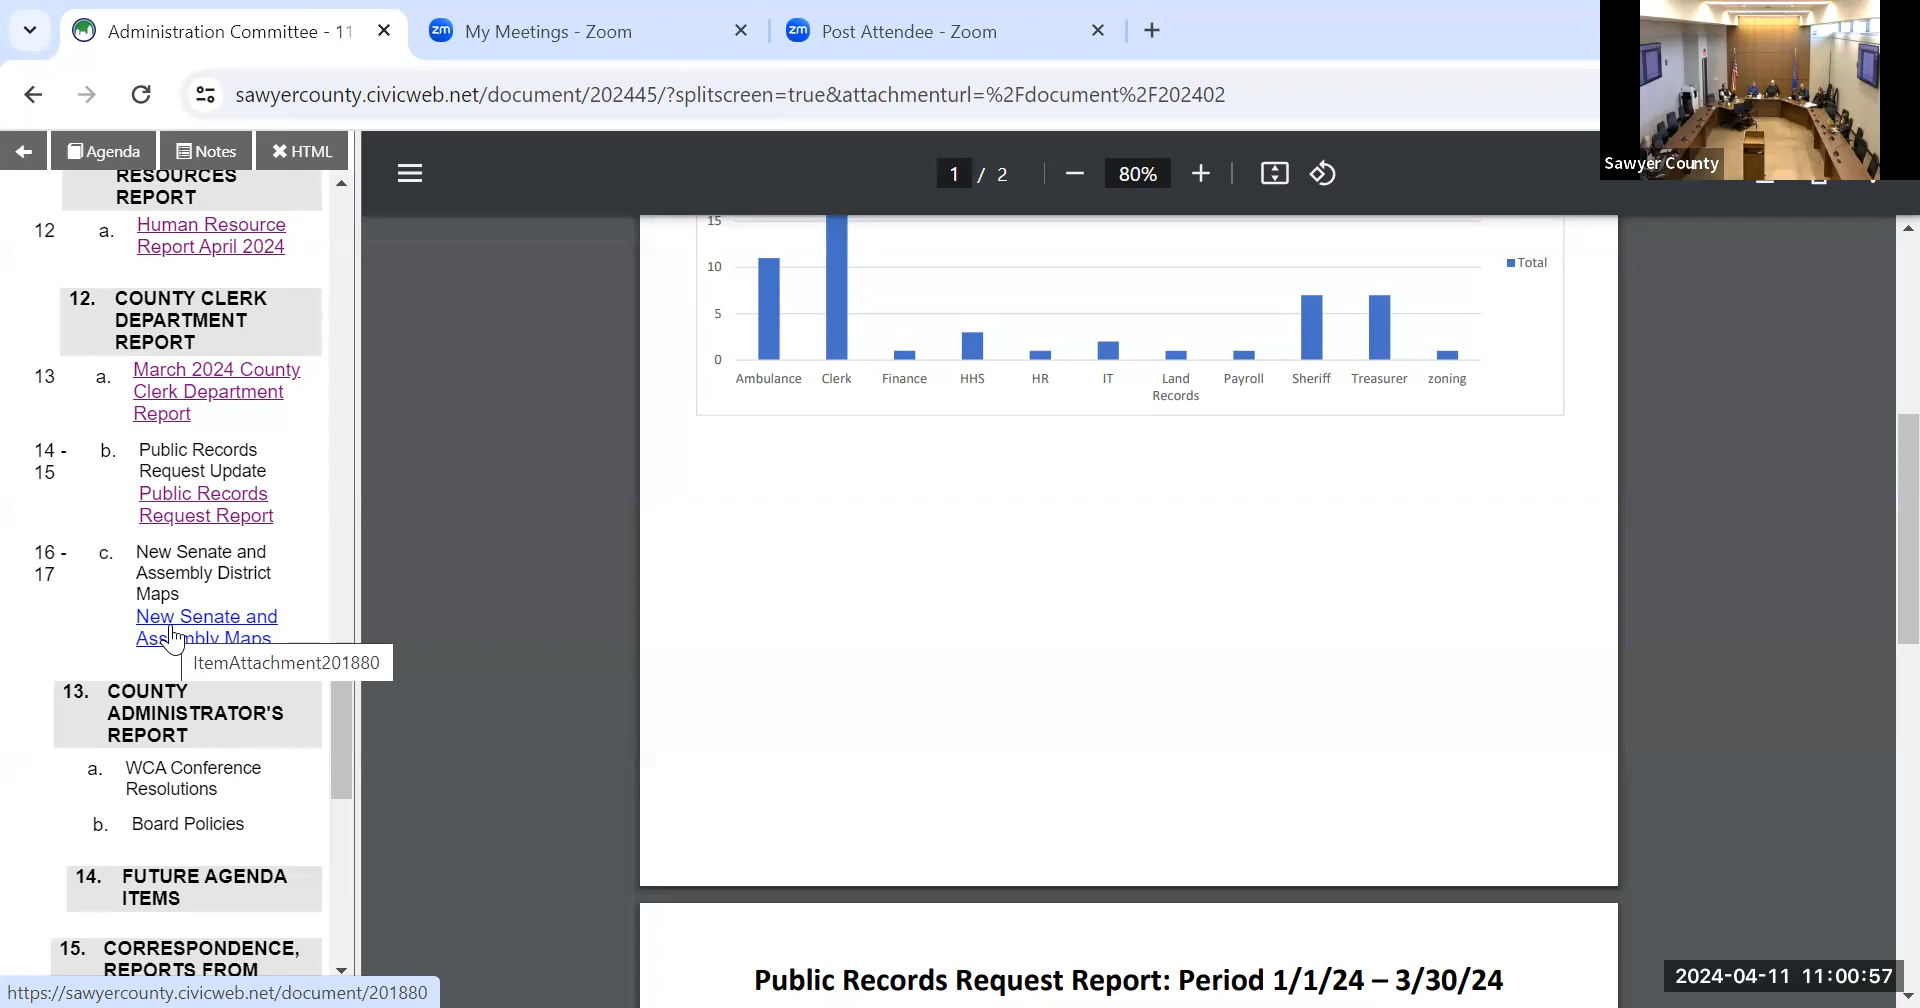 Administration Committee - 11
My Meetings - Zoom
Post Attendee - Zoom
sawyercounty.civicweb.net/document/202445/?splitscreen=true&attachmenturl=%2Fdocument%2F202402
Sawyer County
Agenda
Notes
HTML
1 / 2
80%
RESOURCES
REPORT
12 a. Human Resource
Report April 2024
12. COUNTY CLERK
DEPARTMENT
REPORT
13 a. March 2024 County
Clerk Department
Report
14 - b. Public Records
15 Request Update
Public Records
Request Report
16 - c. New Senate and
17 Assembly District
Maps
New Senate and
Assembly Maps
ItemAttachment201880
13. COUNTY
ADMINISTRATOR'S
REPORT
a. WCA Conference
Resolutions
b. Board Policies
14. FUTURE AGENDA
ITEMS
15. CORRESPONDENCE,
REPORTS FROM
https://sawyercounty.civicweb.net/document/201880
15
10
5
0
Total
Ambulance Clerk Finance HHS HR IT Land Payroll Sheriff Treasurer zoning
Records
Public Records Request Report: Period 1/1/24 – 3/30/24
2024-04-11 11:00:57